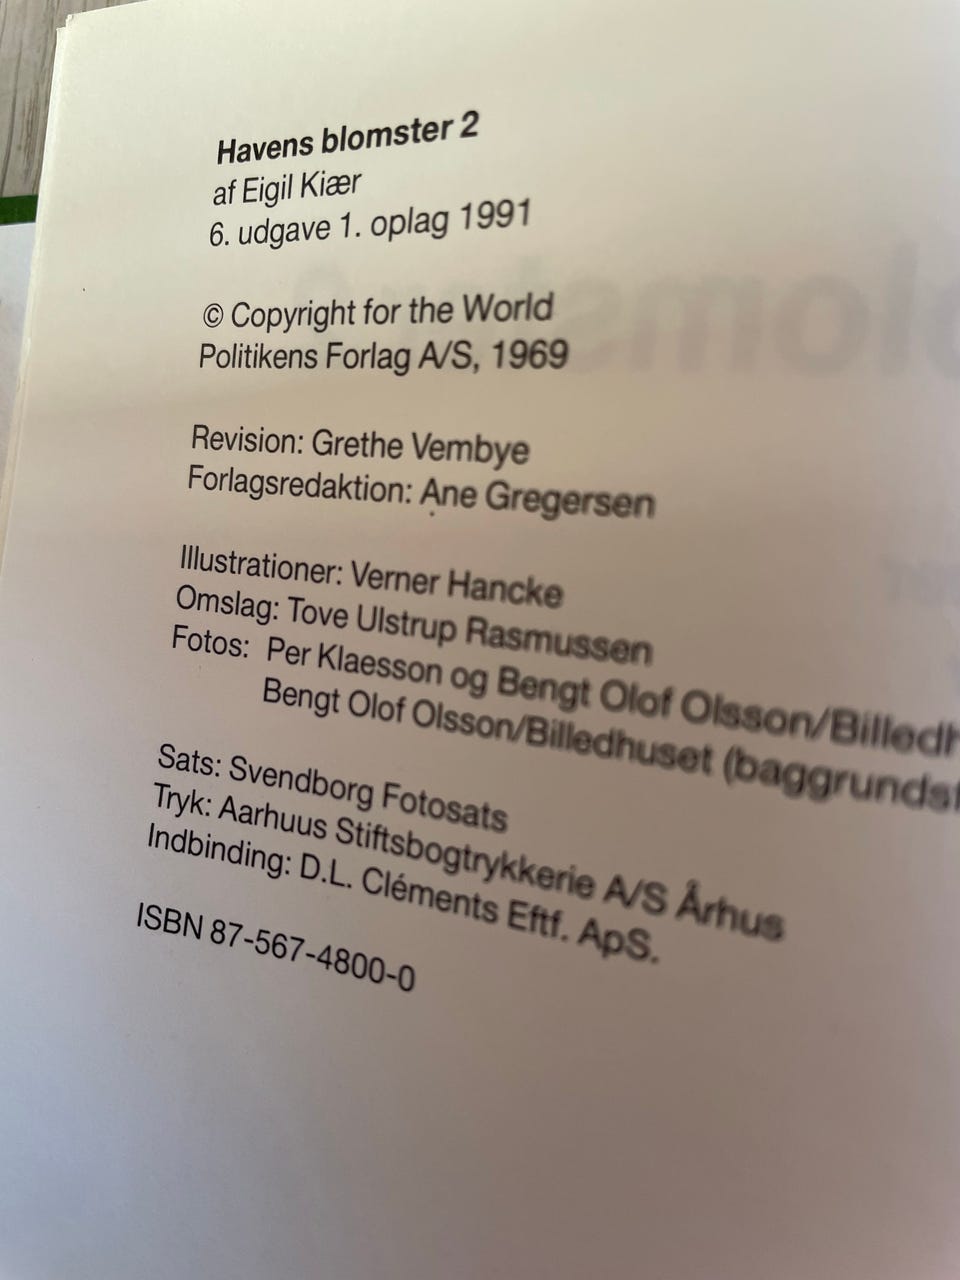 Havens blomster 2
af Eigil Kiær
6. udgave 1. oplag 1991
© Copyright for the World
Politikens Forlag A/S, 1969
Revision: Grethe Vembye
Forlagsredaktion: Ane Gregersen
Illustrationer: Verner Hancke
Omslag: Tove Ulstrup Rasmussen
Fotos: Per Klaesson og Bengt Olof Olsson/
Bengt Olof Olsson/Billedhuset
Sats: Svendborg Fotosats
Tryk: Aarhuus Stiftsbogtrykkerie A/S Århus
Indbinding: D.L. Cléments Eftf. ApS.
ISBN 87-567-4800-0